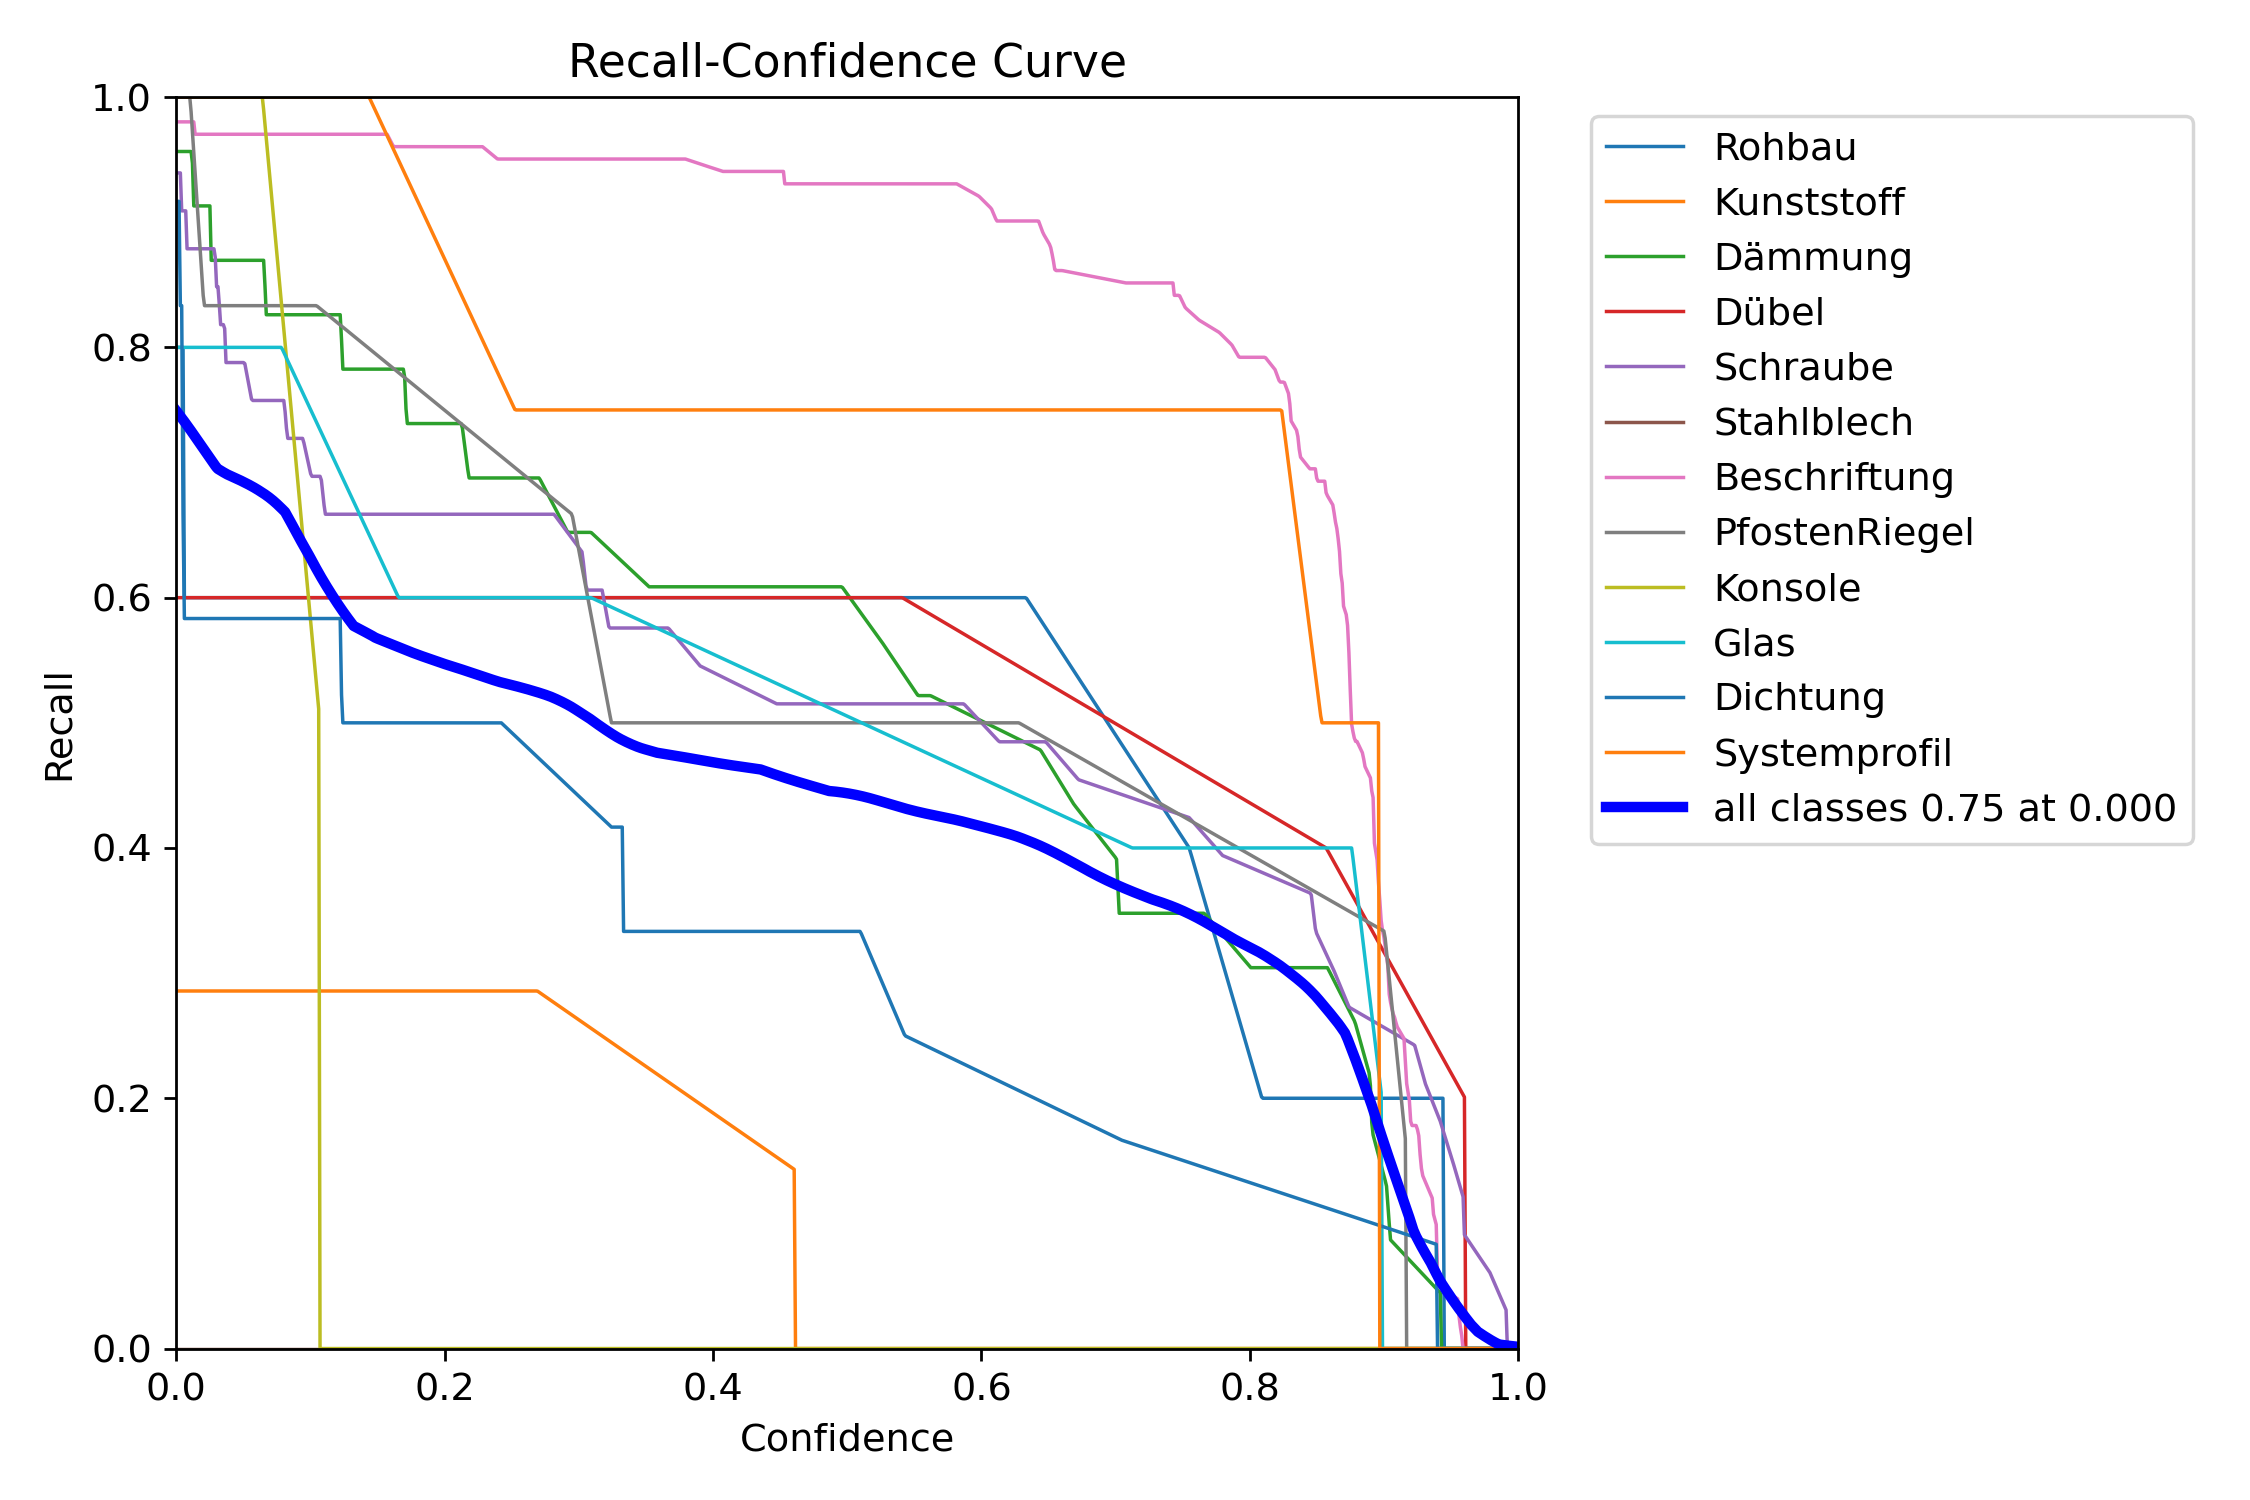 Recall-Confidence Curve
1.0
0.8
0.6
0.4
0.2
0.0
Recall
0.0 0.2 0.4 0.6 0.8 1.0
Confidence
Rohbau
Kunststoff
Dämmung
Dübel
Schraube
Stahlblech
Beschriftung
PfostenRiegel
Konsole
Glas
Dichtung
Systemprofil
all classes 0.75 at 0.000